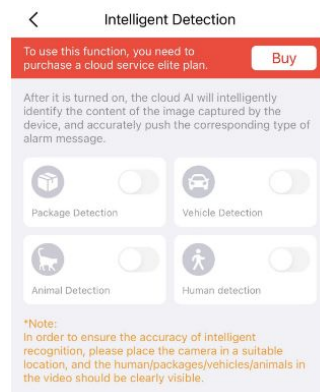 Intelligent Detection
To use this function, you need to
purchase a cloud service elite plan.
Buy
After it is turned on, the cloud AI will intelligently
identify the content of the image captured by the
device, and accurately push the corresponding type of
alarm message.
Package Detection
Vehicle Detection
Animal Detection
Human detection
*Note:
In order to ensure the accuracy of intelligent
recognition, please place the camera in a suitable
location, and the human/packages/vehicles/animals in
the video should be clearly visible.